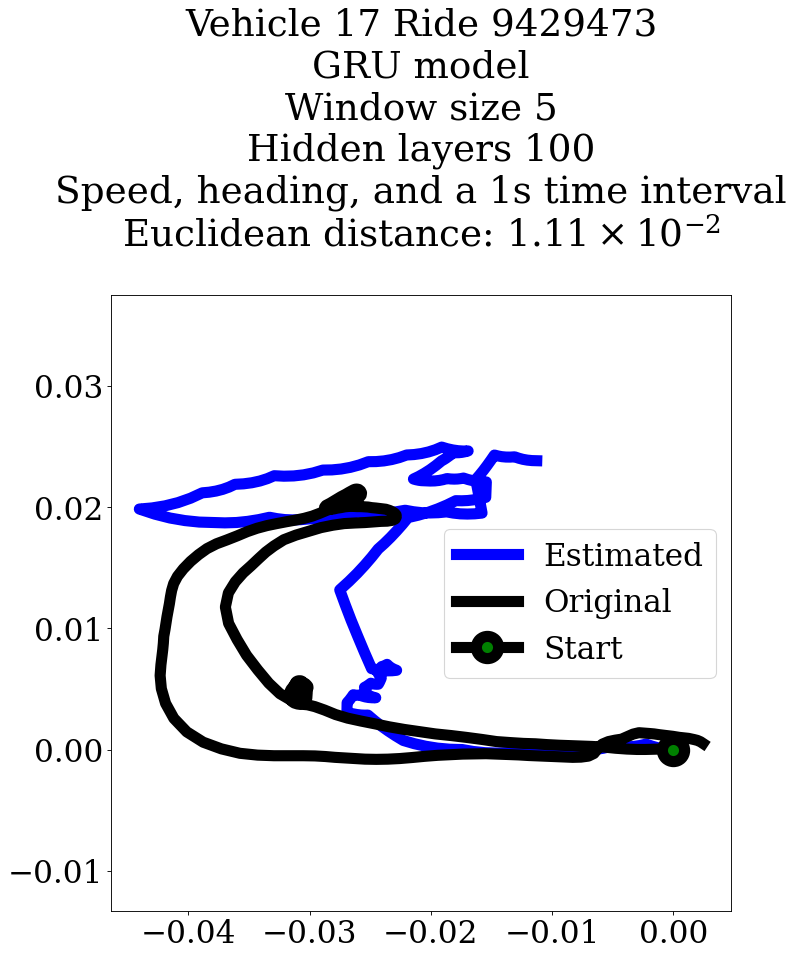 Vehicle 17 Ride 9429473
GRU model
Window size 5
Hidden layers 100
Speed, heading, and a 1s time interval
Euclidean distance: 1.11 × 10⁻²
0.03
0.02
0.01
0.00
−0.01
Estimated
Original
Start
−0.04 −0.03 −0.02 −0.01 0.00